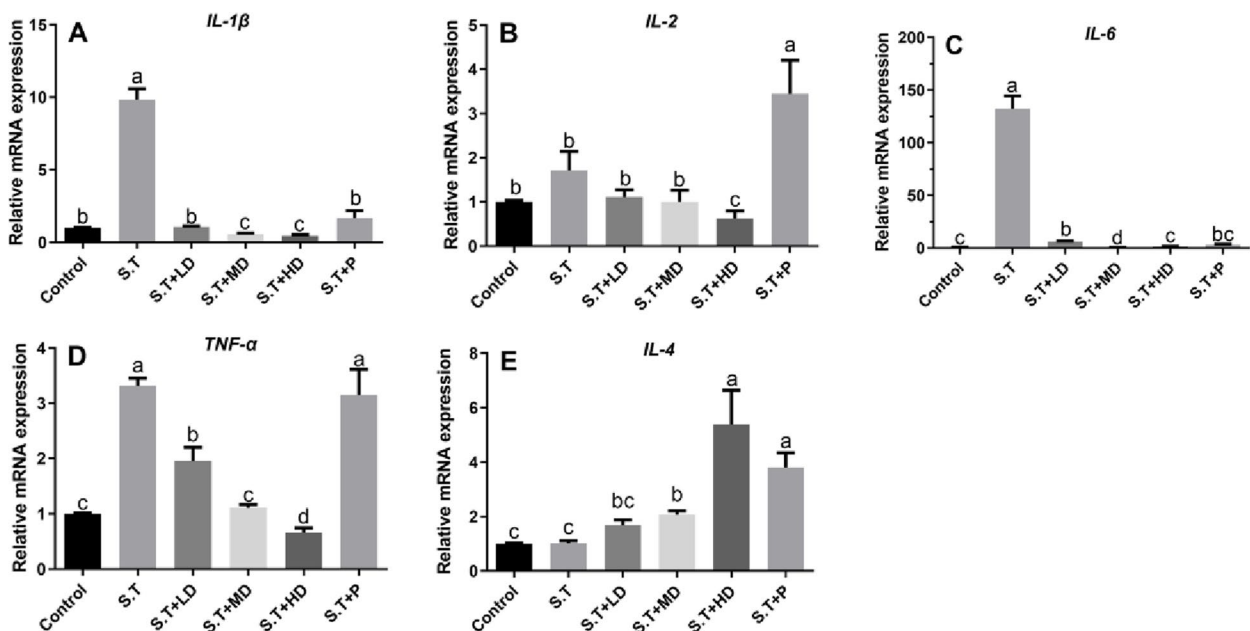 A
IL-1β
Relative mRNA expression
15
10
5
0
b
a
b
c
c
b
Control
S.T
S.T+LD
S.T+MD
S.T+HD
S.T+P
B
IL-2
Relative mRNA expression
5
4
3
2
1
0
b
b
b
b
c
a
Control
S.T
S.T+LD
S.T+MD
S.T+HD
S.T+P
C
IL-6
Relative mRNA expression
200
150
100
50
0
c
a
b
d
c
bc
Control
S.T
S.T+LD
S.T+MD
S.T+HD
S.T+P
D
TNF-α
Relative mRNA expression
4
3
2
1
0
c
a
b
c
d
a
Control
S.T
S.T+LD
S.T+MD
S.T+HD
S.T+P
E
IL-4
Relative mRNA expression
8
6
4
2
0
c
c
bc
b
a
a
Control
S.T
S.T+LD
S.T+MD
S.T+HD
S.T+P